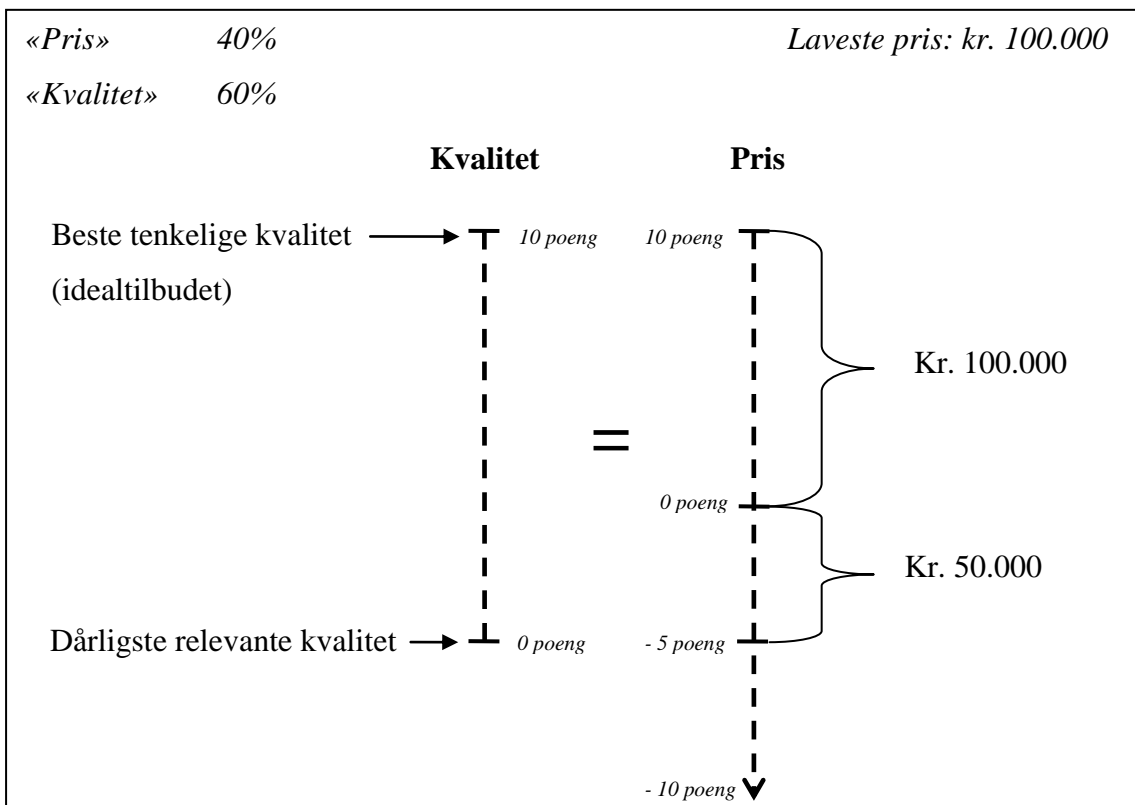 «Pris» 40% Laveste pris: kr. 100.000
«Kvalitet» 60%
Kvalitet Pris
Beste tenkelige kvalitet 10 poeng 10 poeng
(idealtilbudet)
Kr. 100.000
=
0 poeng
Kr. 50.000
Dårligste relevante kvalitet 0 poeng - 5 poeng
- 10 poeng